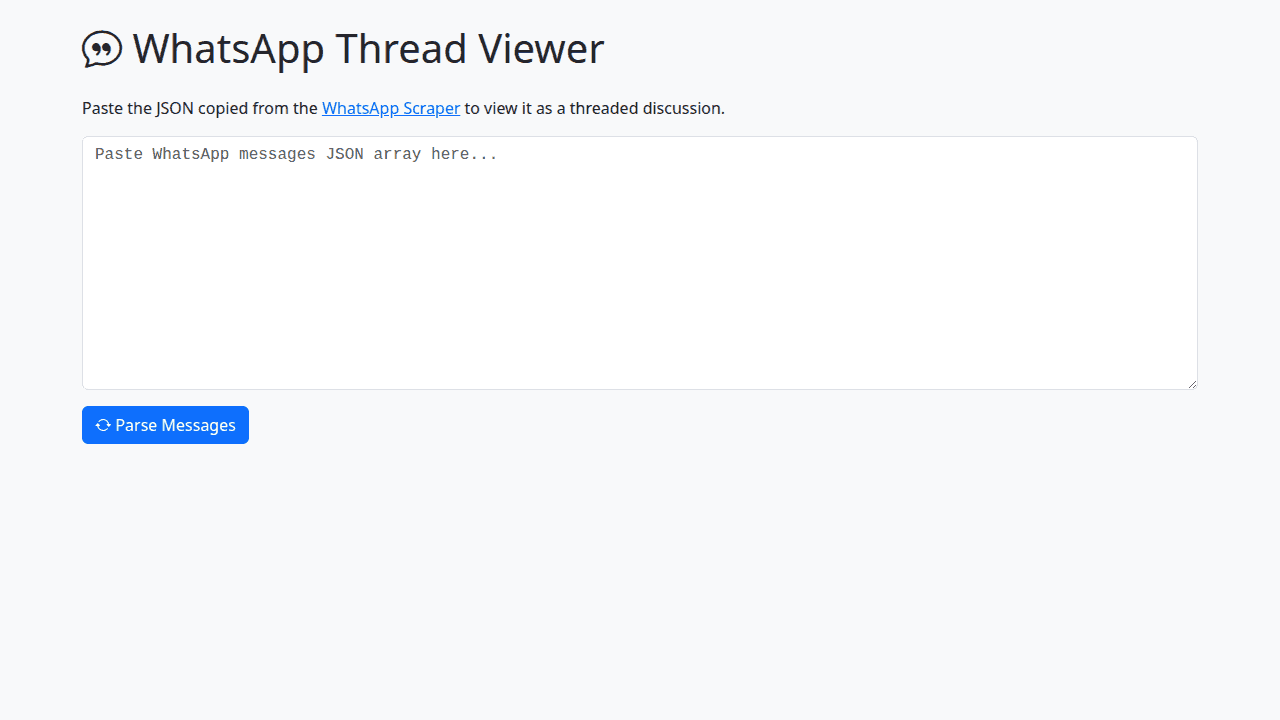 WhatsApp Thread Viewer
Paste the JSON copied from the WhatsApp Scraper to view it as a threaded discussion.
Paste WhatsApp messages JSON array here...
Parse Messages